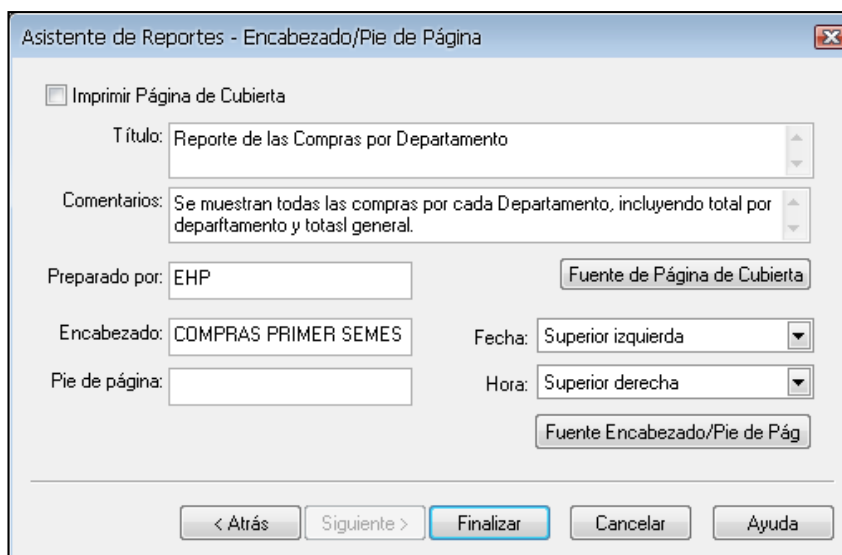 Asistente de Reportes - Encabezado/Pie de Página
Imprimir Página de Cubierta
Título: Reporte de las Compras por Departamento
Comentarios: Se muestran todas las compras por cada Departamento, incluyendo total por
deparftamento y totasl general.
Preparado por: EHP
Fuente de Página de Cubierta
Encabezado: COMPRAS PRIMER SEMES Fecha: Superior izquierda
Pie de página: Hora: Superior derecha
Fuente Encabezado/Pie de Pág
< Atrás Siguiente > Finalizar Cancelar Ayuda